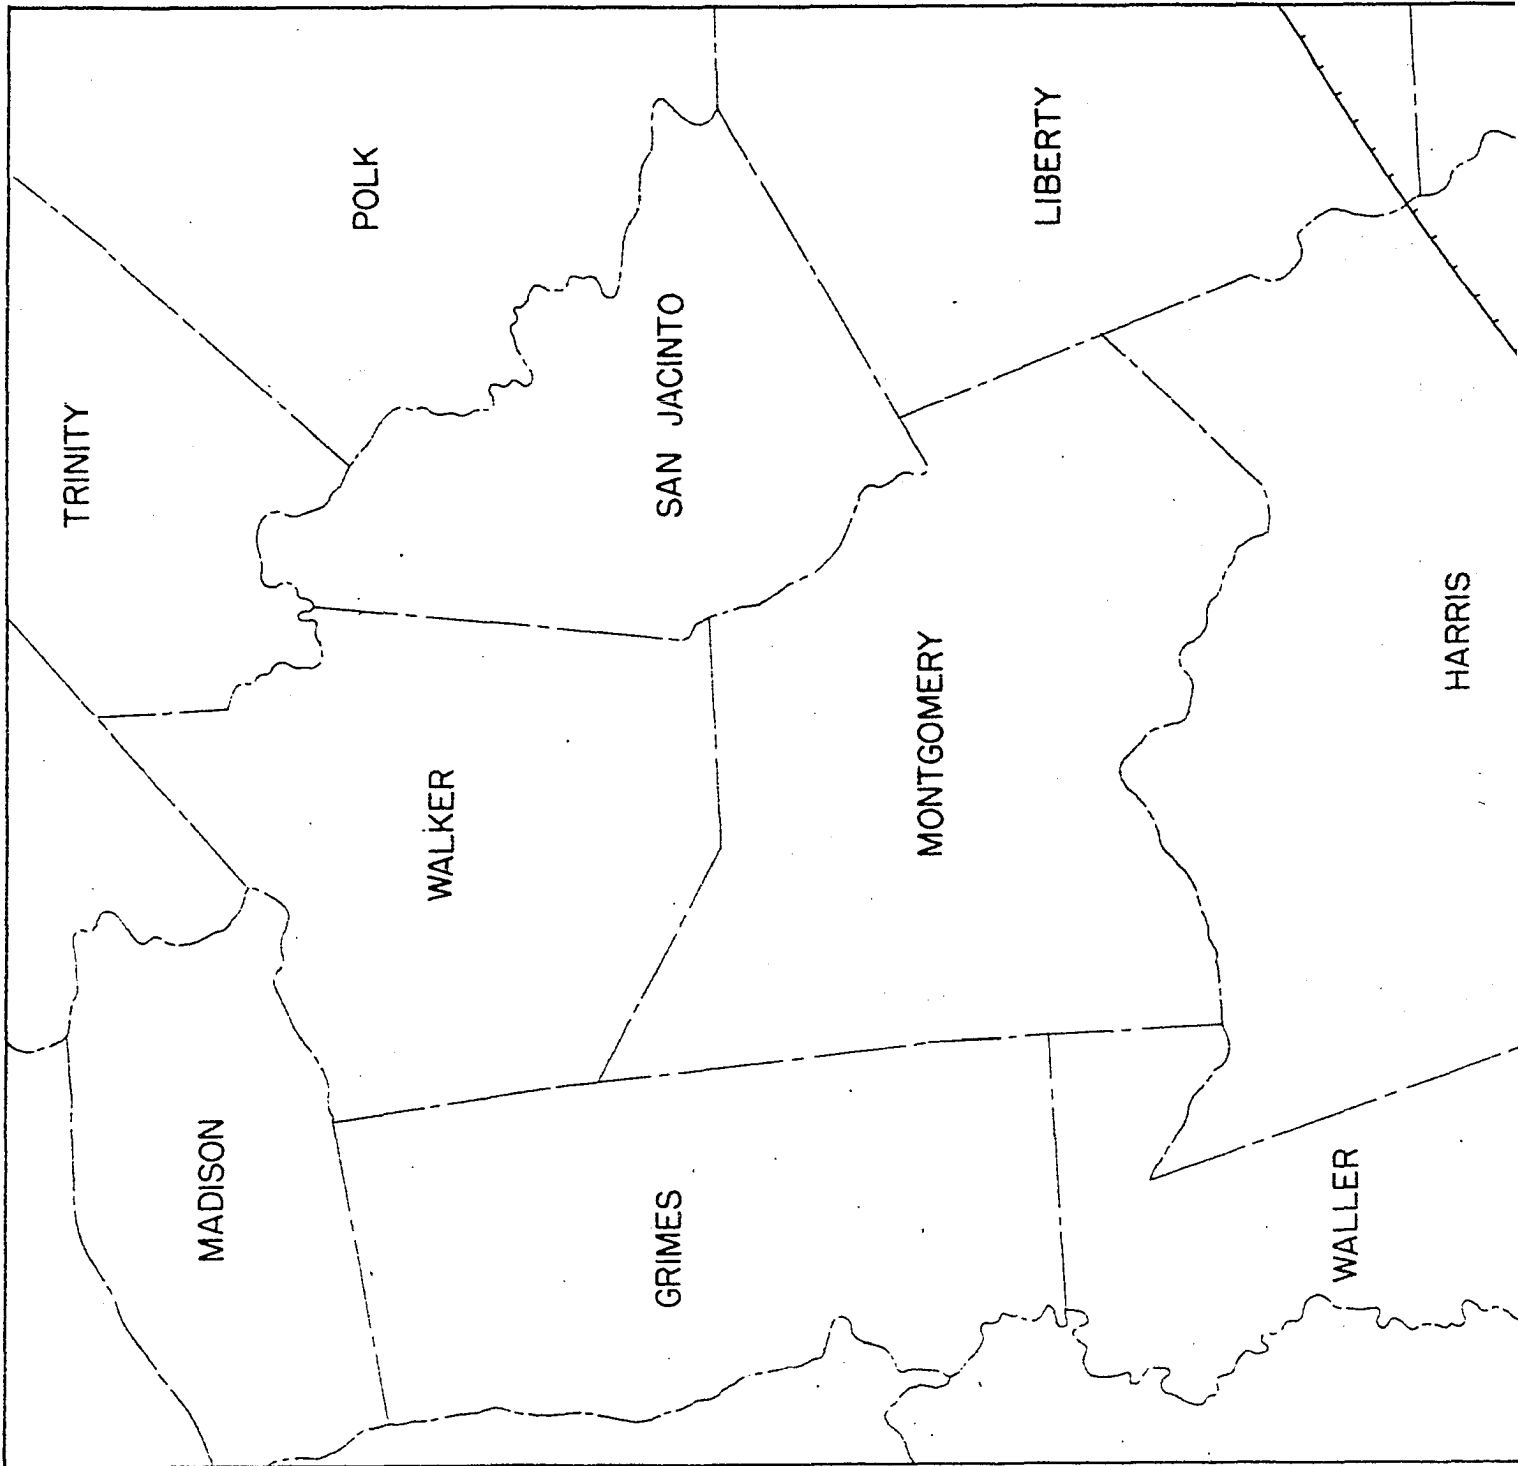 TRINITY
POLK
MADISON
WALKER
SAN JACINTO
LIBERTY
GRIMES
MONTGOMERY
WALLER
HARRIS